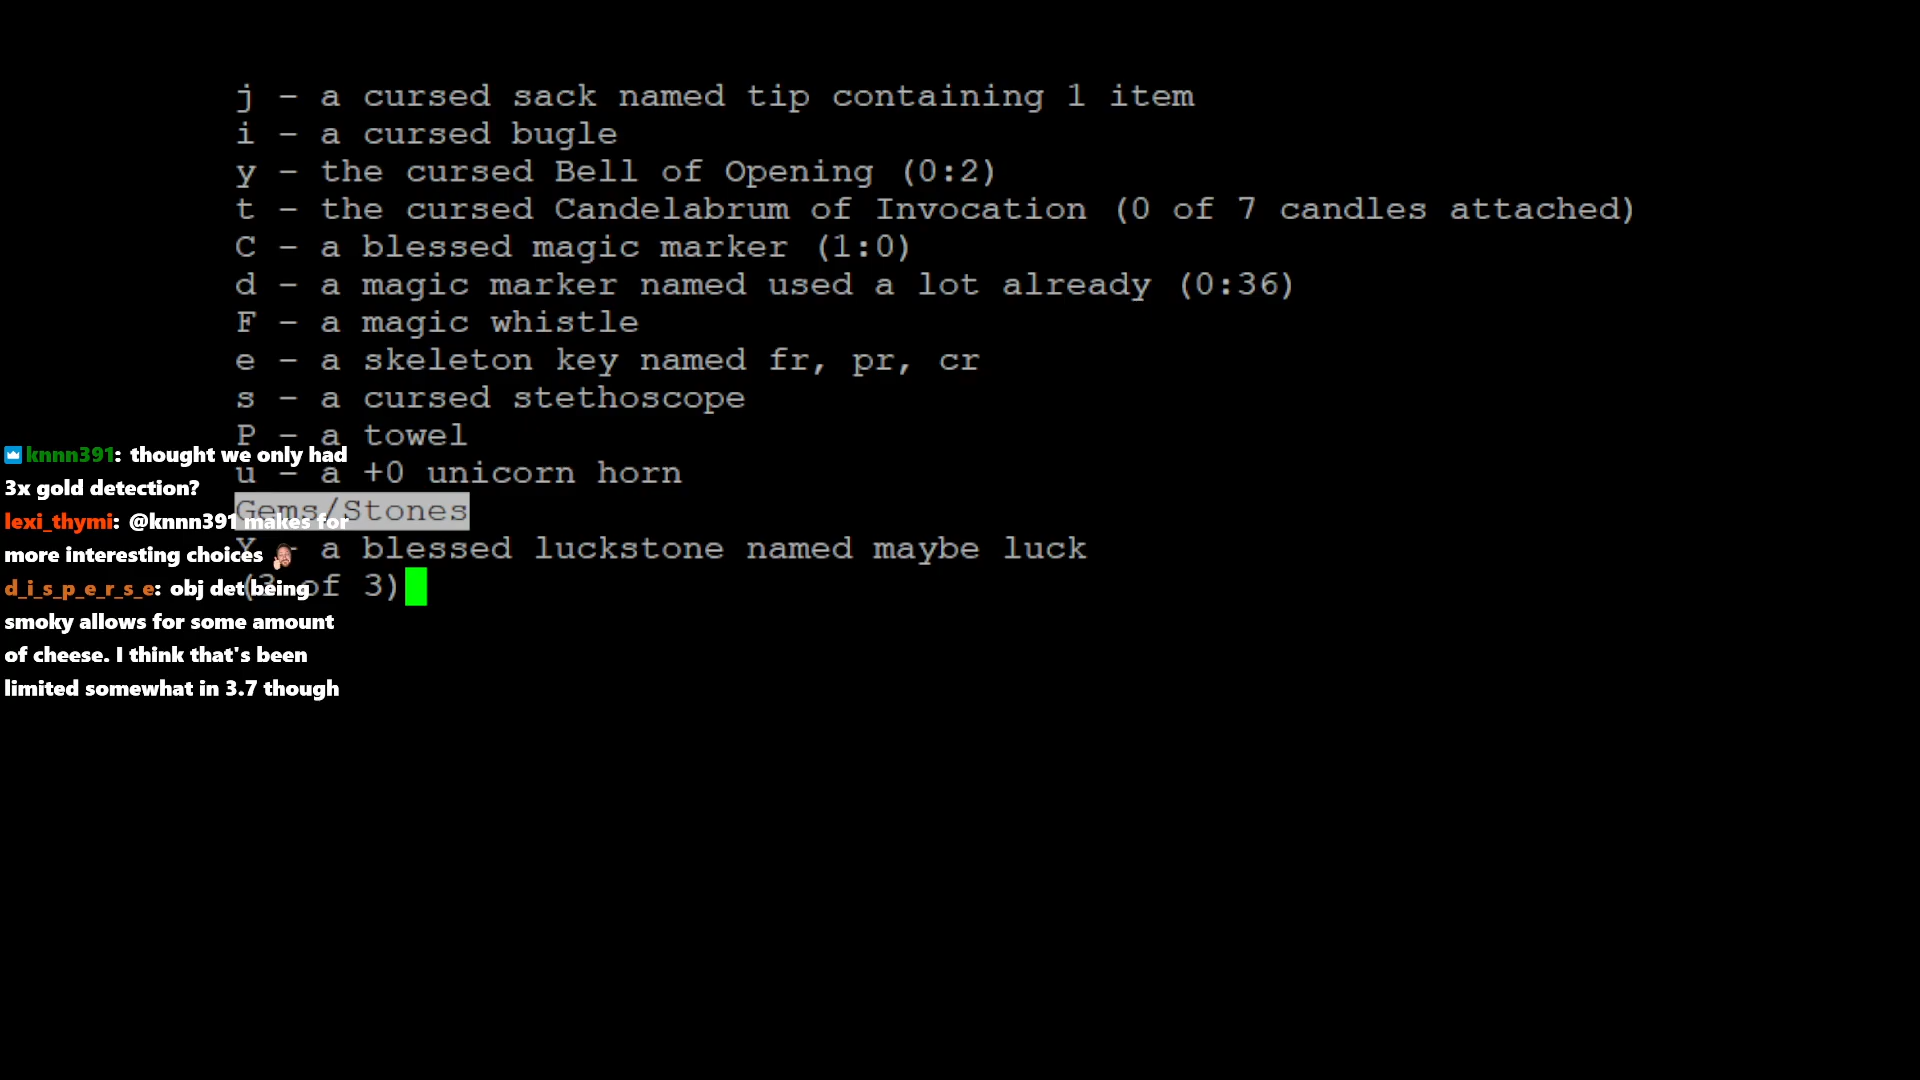 j - a cursed sack named tip containing 1 item
i - a cursed bugle
y - the cursed Bell of Opening (0:2)
t - the cursed Candelabrum of Invocation (0 of 7 candles attached)
C - a blessed magic marker (1:0)
d - a magic marker named used a lot already (0:36)
F - a magic whistle
e - a skeleton key named fr, pr, cr
s - a cursed stethoscope
P - a towel
u - a +0 unicorn horn
Gems/Stones
- a blessed luckstone named maybe luck
(3 of 3)
knnn391: thought we only had
3x gold detection?
lexi_thymi: @knnn391 makes for
more interesting choices
d_i_s_p_e_r_s_e: obj det being
smoky allows for some amount
of cheese. I think that's been
limited somewhat in 3.7 though